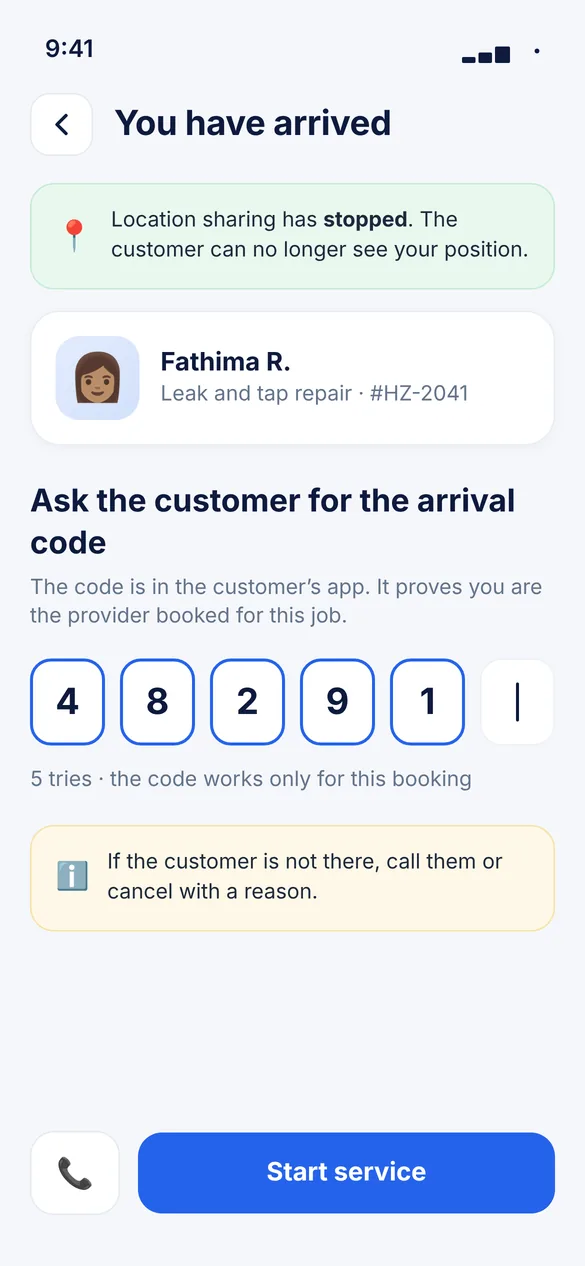 9:41
You have arrived
Location sharing has stopped. The
customer can no longer see your position.
Fathima R.
Leak and tap repair · #HZ-2041
Ask the customer for the arrival
code
The code is in the customer’s app. It proves you are
the provider booked for this job.
4 8 2 9 1
5 tries · the code works only for this booking
If the customer is not there, call them or
cancel with a reason.
Start service